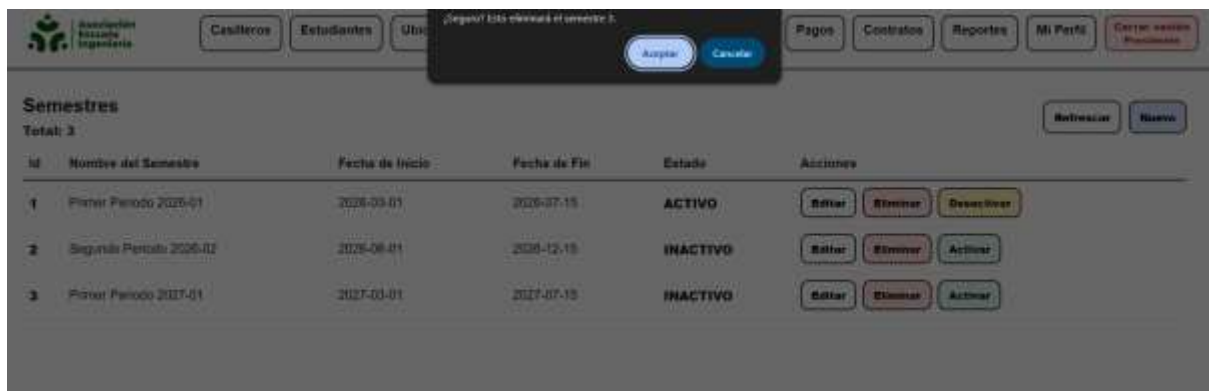 ¿Seguro? Esto eliminará el semestre 3.
Aceptar Cancelar
Asociación
Escuela
Ingeniería
Casilleros Estudiantes Ubic Pagos Contratos Reportes Mi Perfil Cerrar sesión
Semestres
Total: 3
Refrescar Nuevo
Id Nombre del Semestre Fecha de Inicio Fecha de Fin Estado Acciones
1 Primer Periodo 2026-01 2026-03-01 2026-07-15 ACTIVO Editar Eliminar Desactivar
2 Segundo Periodo 2026-02 2026-08-01 2026-12-15 INACTIVO Editar Eliminar Activar
3 Primer Periodo 2027-01 2027-03-01 2027-07-15 INACTIVO Editar Eliminar Activar